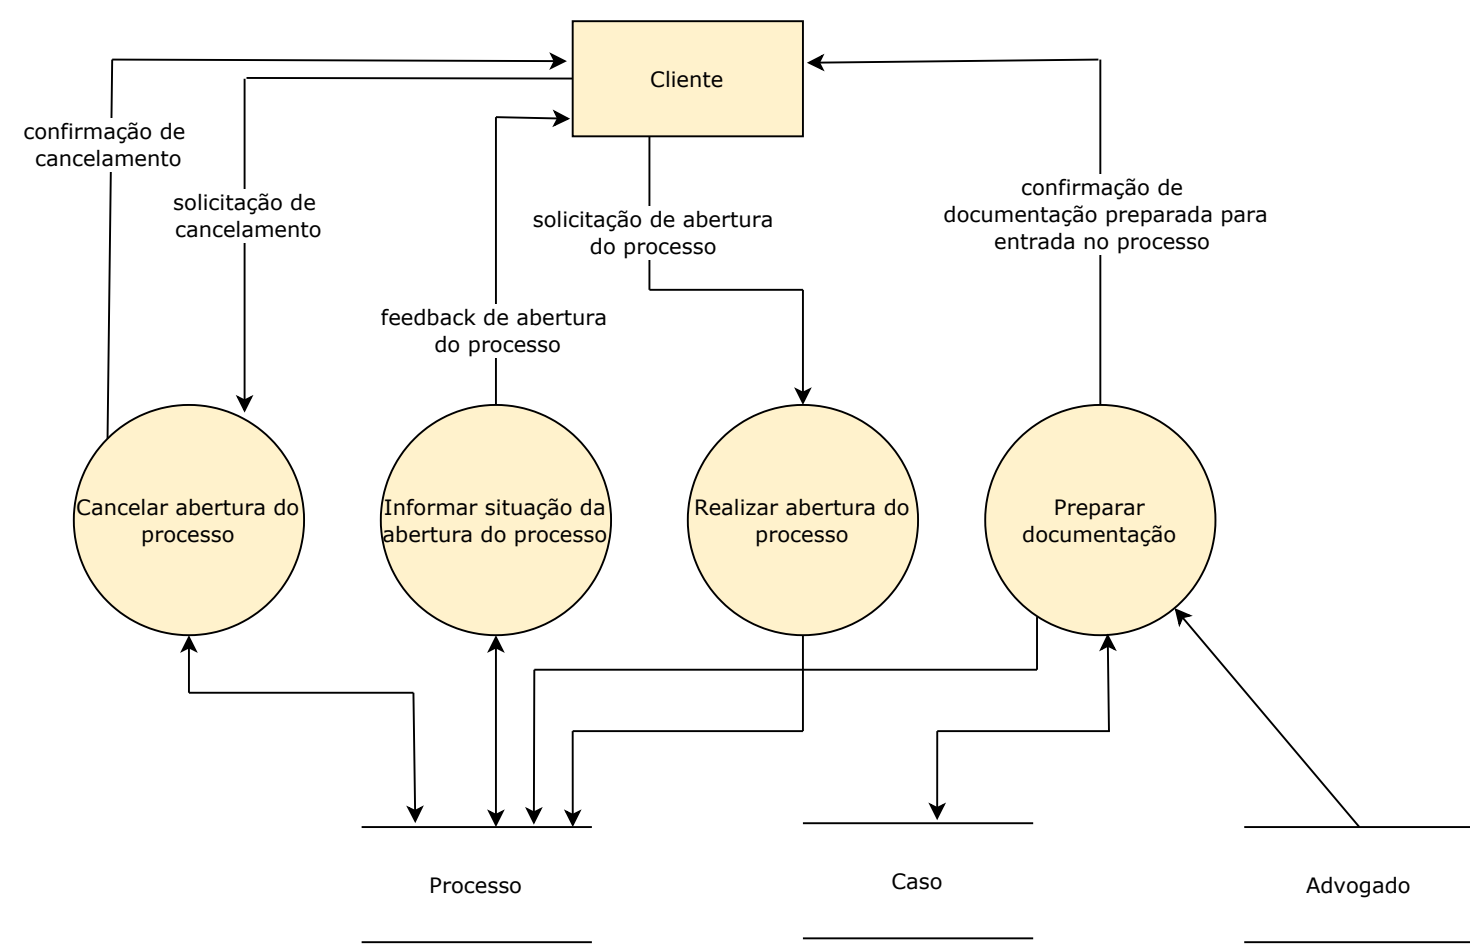 Cliente
confirmação de
cancelamento
solicitação de
cancelamento
feedback de abertura
do processo
solicitação de abertura
do processo
confirmação de
documentação preparada para
entrada no processo
Cancelar abertura do
processo
Informar situação da
abertura do processo
Realizar abertura do
processo
Preparar
documentação
Processo
Caso
Advogado